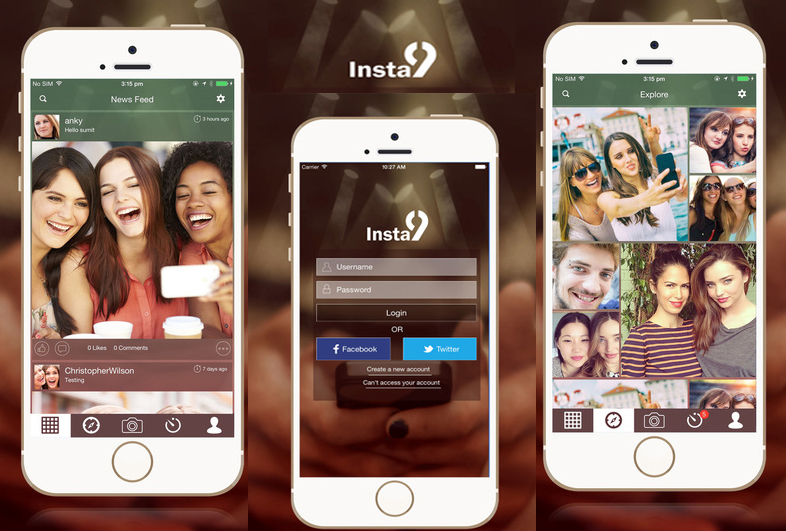 No SIM 3:15 pm
News Feed
anky
Hello sumit
3 hours ago
0 Likes 0 Comments
ChristopherWilson
Testing
7 days ago
Insta9
Carrier 10:27 AM
Insta9
Username
Password
Login
OR
f Facebook
Twitter
Create a new account
Can't access your account
No SIM 3:15 pm
Explore
5